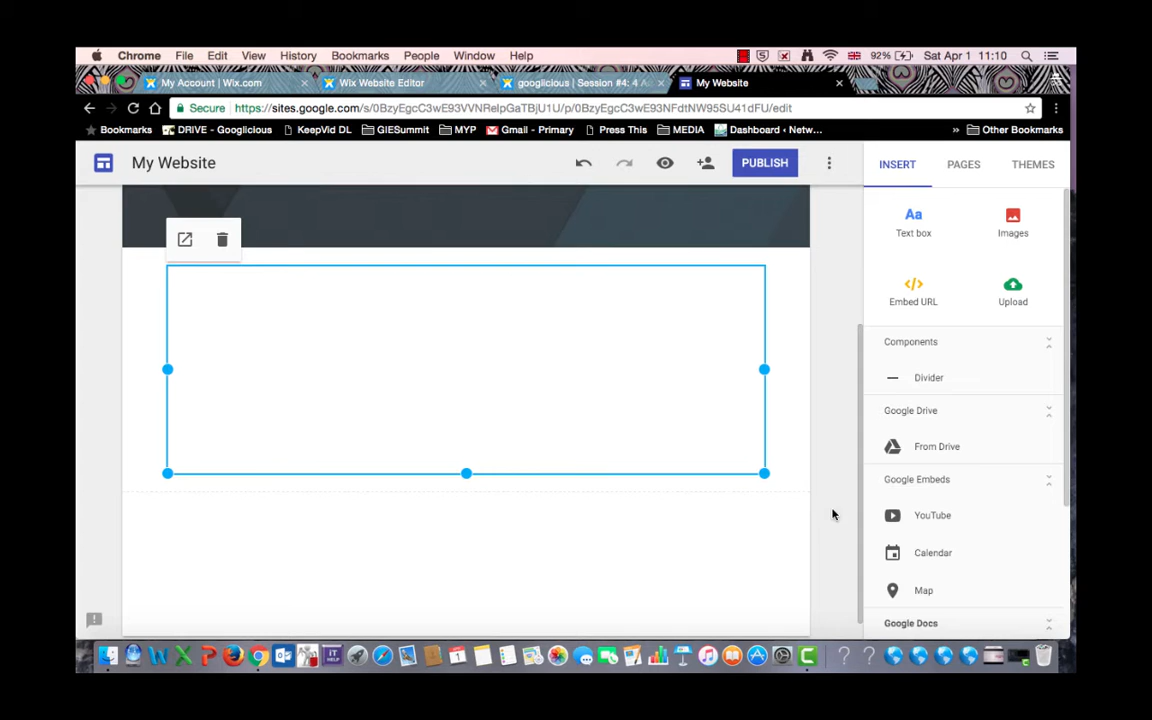 Chrome File Edit View History Bookmarks People Window Help 92% Sat Apr 1 11:10
My Account | Wix.com Wix Website Editor googlicious | Session #4: 4 A My Website
Secure https://sites.google.com/s/0BzyEgcC3wE93VVNRelpGaTBjU1U/p/0BzyEgcC3wE93NFdtNW95SU41dFU/edit
Bookmarks DRIVE - Googlicious KeepVid DL GIESummit MYP Gmail - Primary Press This MEDIA Dashboard ‹ Netw... » Other Bookmarks
My Website PUBLISH INSERT PAGES THEMES
Aa
Text box Images
Embed URL Upload
Components
Divider
Google Drive
From Drive
Google Embeds
YouTube
Calendar
Map
Google Docs